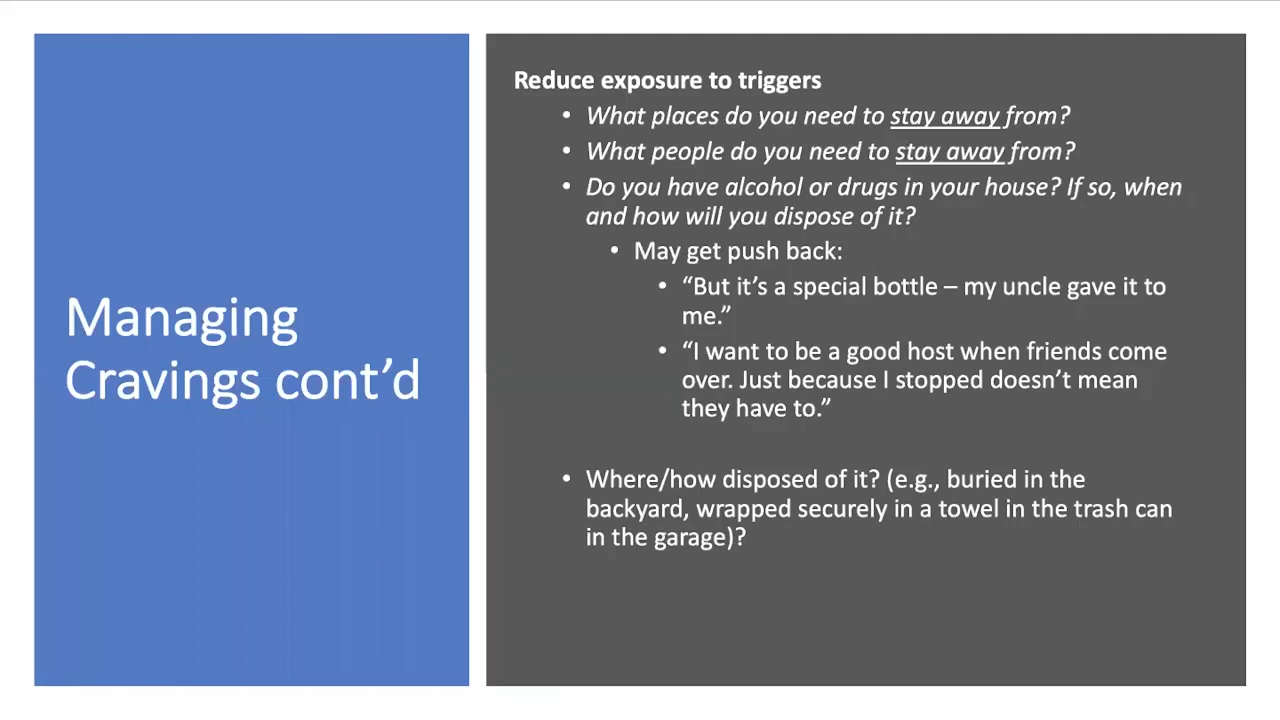 Managing
Cravings cont’d
Reduce exposure to triggers
• What places do you need to stay away from?
• What people do you need to stay away from?
• Do you have alcohol or drugs in your house? If so, when
and how will you dispose of it?
• May get push back:
• “But it’s a special bottle – my uncle gave it to
me.”
• “I want to be a good host when friends come
over. Just because I stopped doesn’t mean
they have to.”
• Where/how disposed of it? (e.g., buried in the
backyard, wrapped securely in a towel in the trash can
in the garage)?